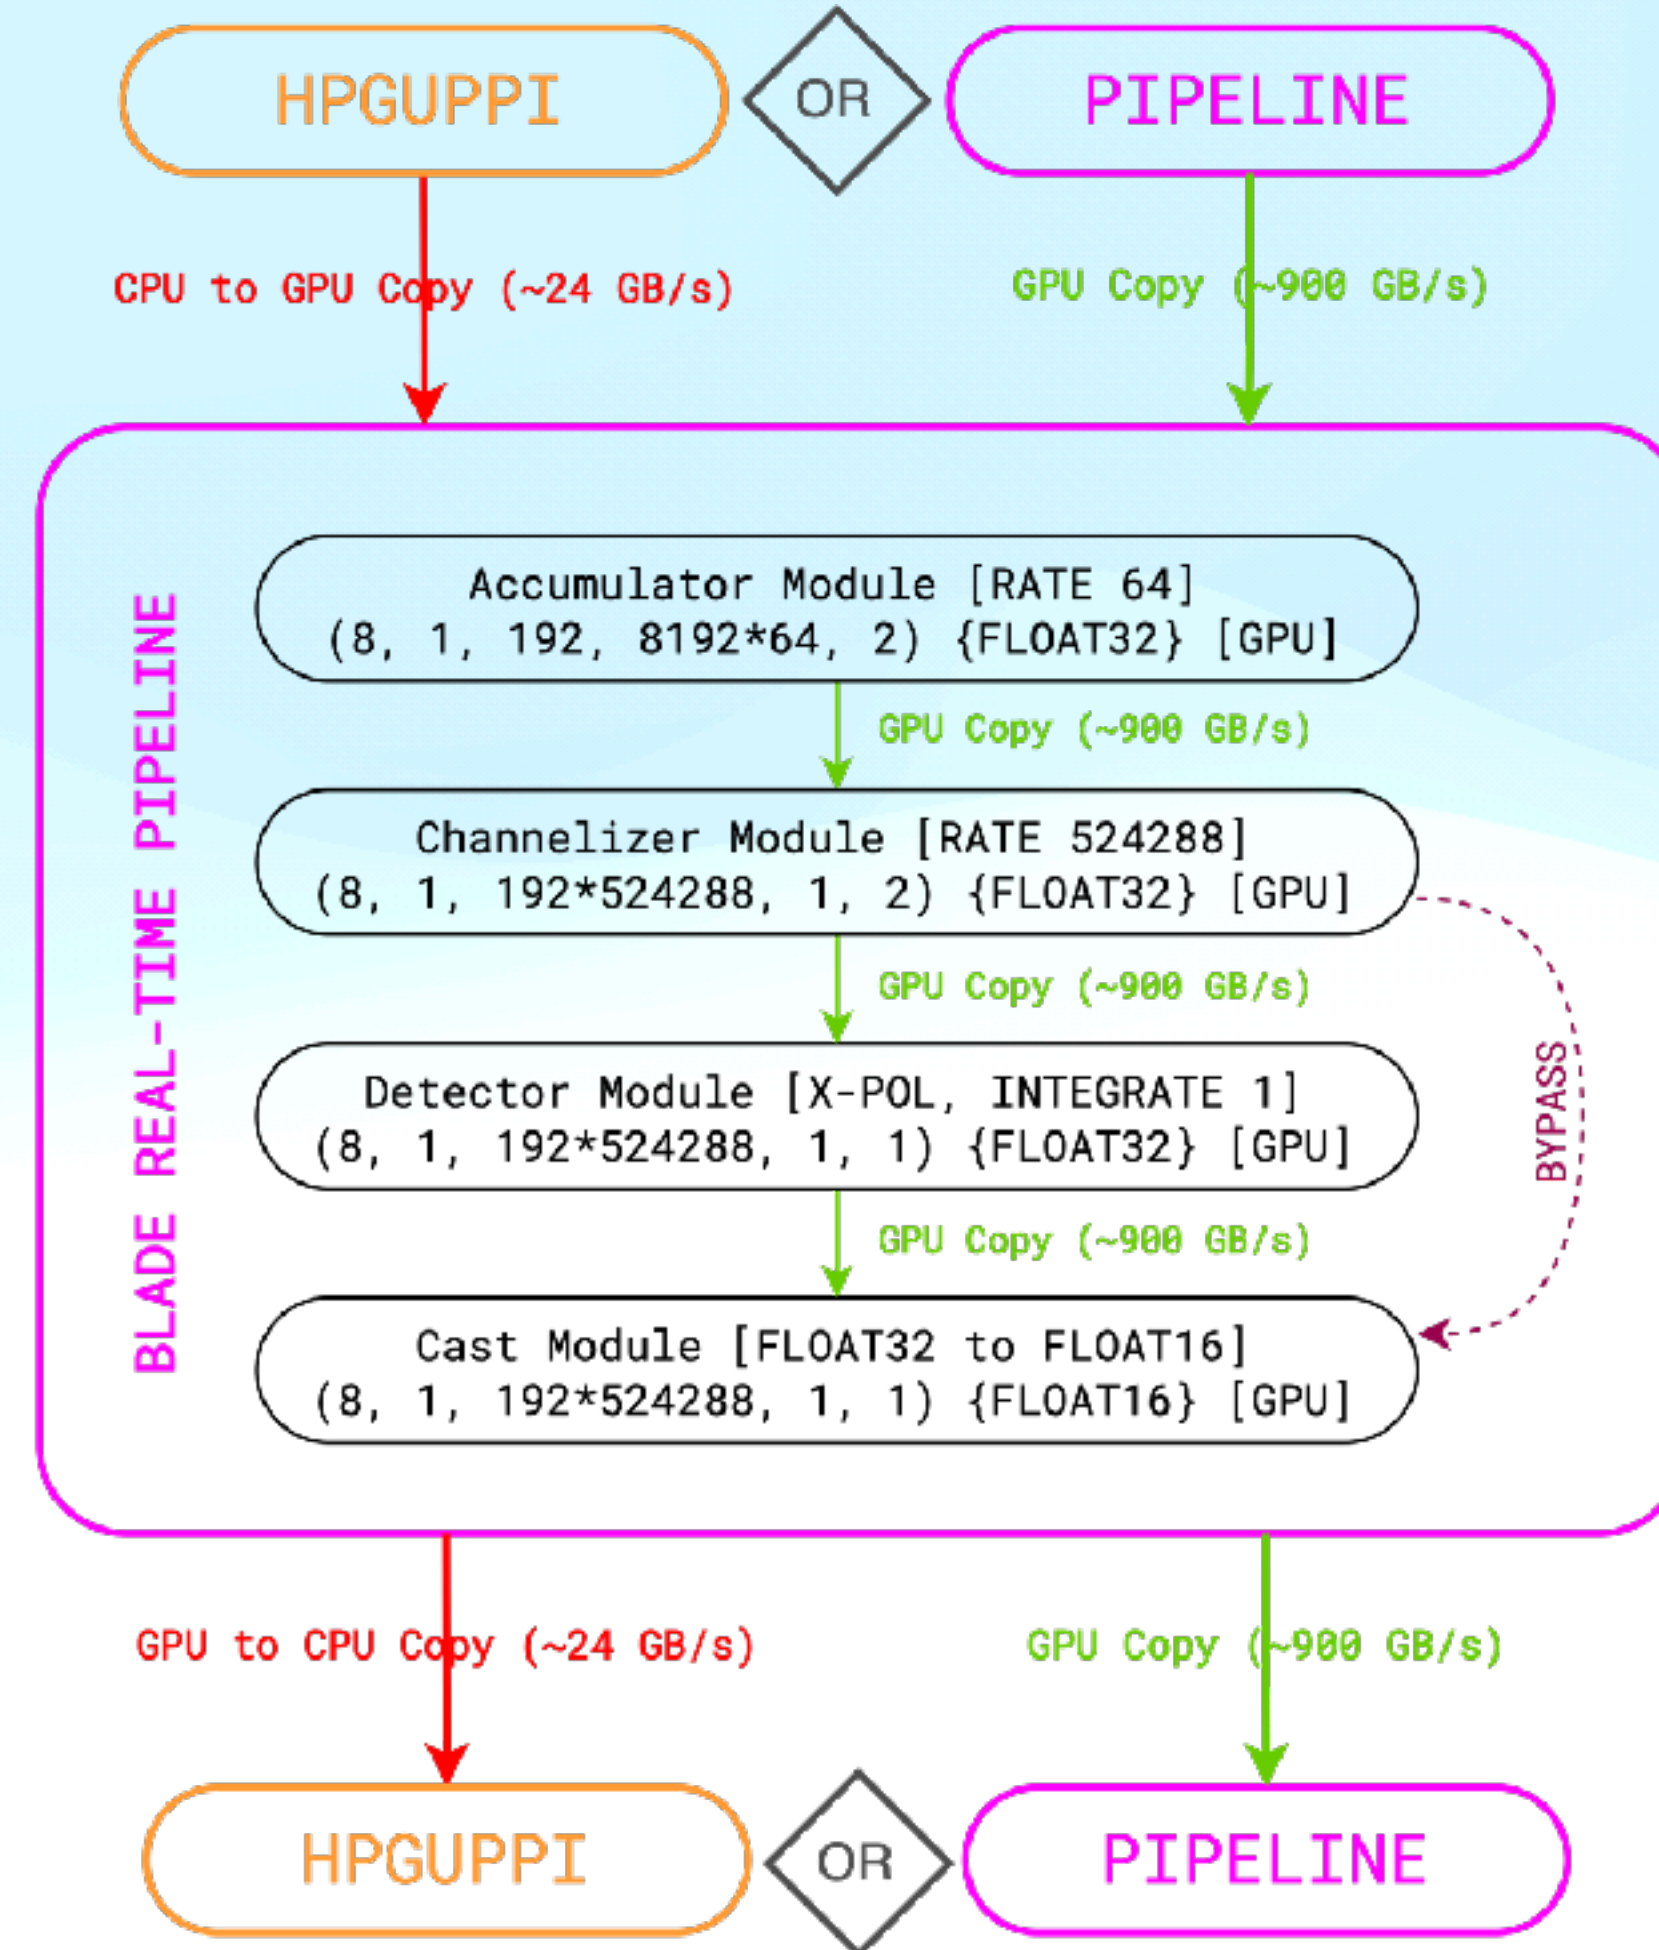 HPGUPPI
OR
PIPELINE
CPU to GPU Copy (~24 GB/s)
GPU Copy (~900 GB/s)
BLADE REAL-TIME PIPELINE
Accumulator Module [RATE 64]
(8, 1, 192, 8192*64, 2) {FLOAT32} [GPU]
GPU Copy (~900 GB/s)
Channelizer Module [RATE 524288]
(8, 1, 192*524288, 1, 2) {FLOAT32} [GPU]
GPU Copy (~900 GB/s)
Detector Module [X-POL, INTEGRATE 1]
(8, 1, 192*524288, 1, 1) {FLOAT32} [GPU]
BYPASS
GPU Copy (~900 GB/s)
Cast Module [FLOAT32 to FLOAT16]
(8, 1, 192*524288, 1, 1) {FLOAT16} [GPU]
GPU to CPU Copy (~24 GB/s)
GPU Copy (~900 GB/s)
HPGUPPI
OR
PIPELINE